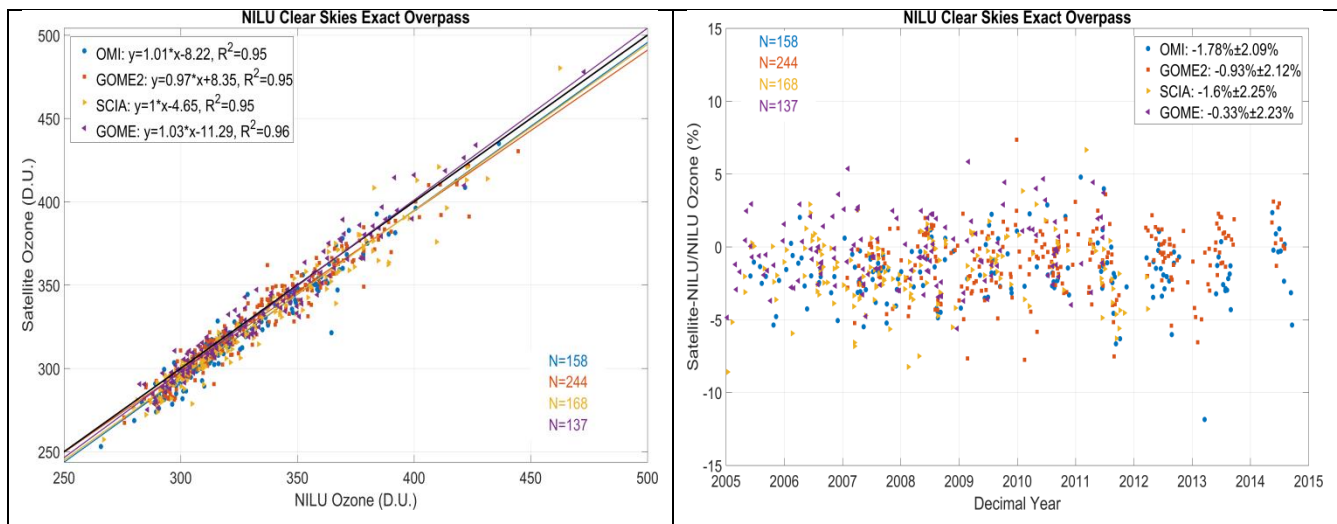 NILU Clear Skies Exact Overpass
500
450
400
350
300
250
Satellite Ozone (D.U.)
OMI: y=1.01*x-8.22, R²=0.95
GOME2: y=0.97*x+8.35, R²=0.95
SCIA: y=1*x-4.65, R²=0.95
GOME: y=1.03*x-11.29, R²=0.96
N=158
N=244
N=168
N=137
250 300 350 400 450 500
NILU Ozone (D.U.)
NILU Clear Skies Exact Overpass
15
10
5
0
-5
-10
-15
Satellite-NILU/NILU Ozone (%)
N=158
N=244
N=168
N=137
OMI: -1.78%±2.09%
GOME2: -0.93%±2.12%
SCIA: -1.6%±2.25%
GOME: -0.33%±2.23%
2005 2006 2007 2008 2009 2010 2011 2012 2013 2014 2015
Decimal Year